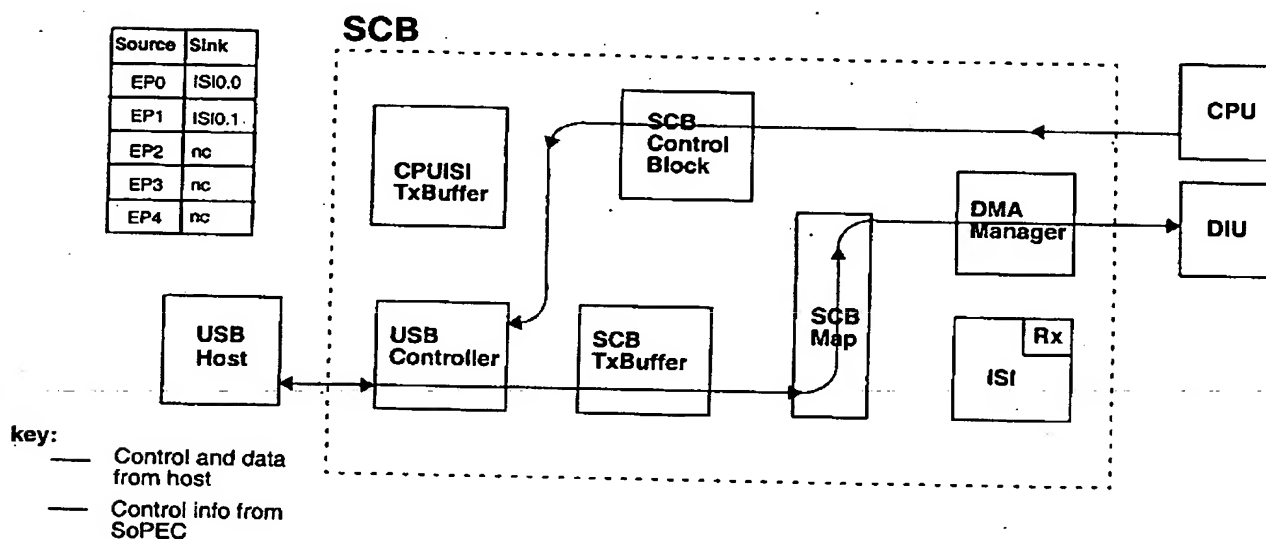 SCB
Source Sink
EP0 ISI0.0
EP1 ISI0.1
EP2 nc
EP3 nc
EP4 nc
CPUISI
TxBuffer
SCB
Control
Block
CPU
DMA
Manager
DIU
USB
Host
USB
Controller
SCB
TxBuffer
SCB
Map
Rx
ISI
key:
Control and data
from host
Control info from
SoPEC